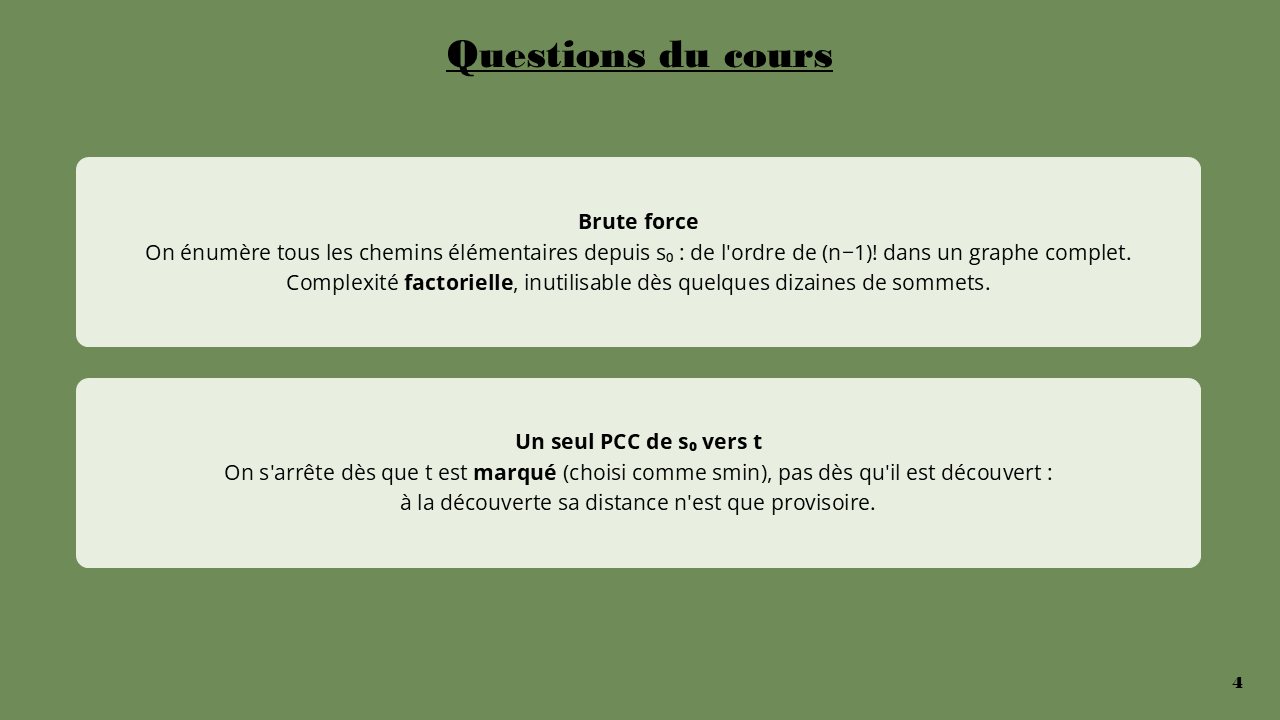 Questions du cours
Brute force
On énumère tous les chemins élémentaires depuis s₀ : de l'ordre de (n−1)! dans un graphe complet.
Complexité factorielle, inutilisable dès quelques dizaines de sommets.
Un seul PCC de s₀ vers t
On s'arrête dès que t est marqué (choisi comme smin), pas dès qu'il est découvert :
à la découverte sa distance n'est que provisoire.
4